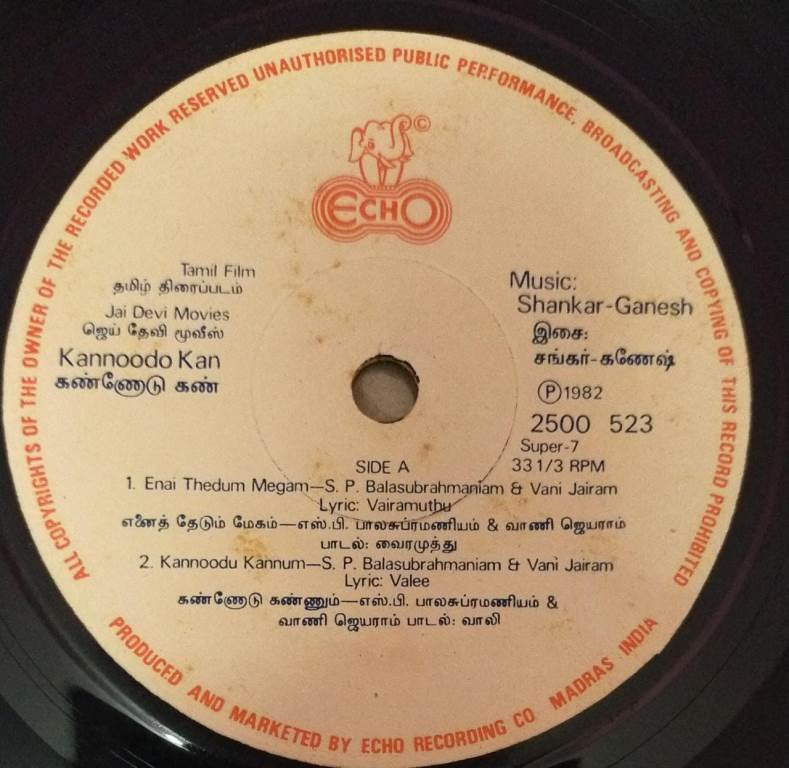 ALL COPYRIGHTS OF THE OWNER OF THE RECORDED WORK RESERVED UNAUTHORISED PUBLIC PERFORMANCE, BROADCASTING AND COPYING OF THIS RECORD PROHIBITED
©
ECHO
Tamil Film
தமிழ் திரைப்படம்
Jai Devi Movies
ஜெய் தேவி மூவீஸ்
Kannoodo Kan
கண்ணோடு கண்
Music:
Shankar-Ganesh
இசை:
சங்கர்-கணேஷ்
Ⓟ1982
2500 523
Super-7
33 1/3 RPM
SIDE A
1. Enai Thedum Megam—S. P. Balasubrahmaniam & Vani Jairam
Lyric: Vairamuthu
எனைத் தேடும் மேகம்—எஸ்.பி. பாலசுப்ரமணியம் & வாணி ஜெயராம்
பாடல்: வைரமுத்து
2. Kannoodu Kannum—S. P. Balasubrahmaniam & Vani Jairam
Lyric: Valee
கண்ணோடு கண்ணும்—எஸ்.பி. பாலசுப்ரமணியம் &
வாணி ஜெயராம் பாடல்: வாலி
PRODUCED AND MARKETED BY ECHO RECORDING CO. MADRAS INDIA